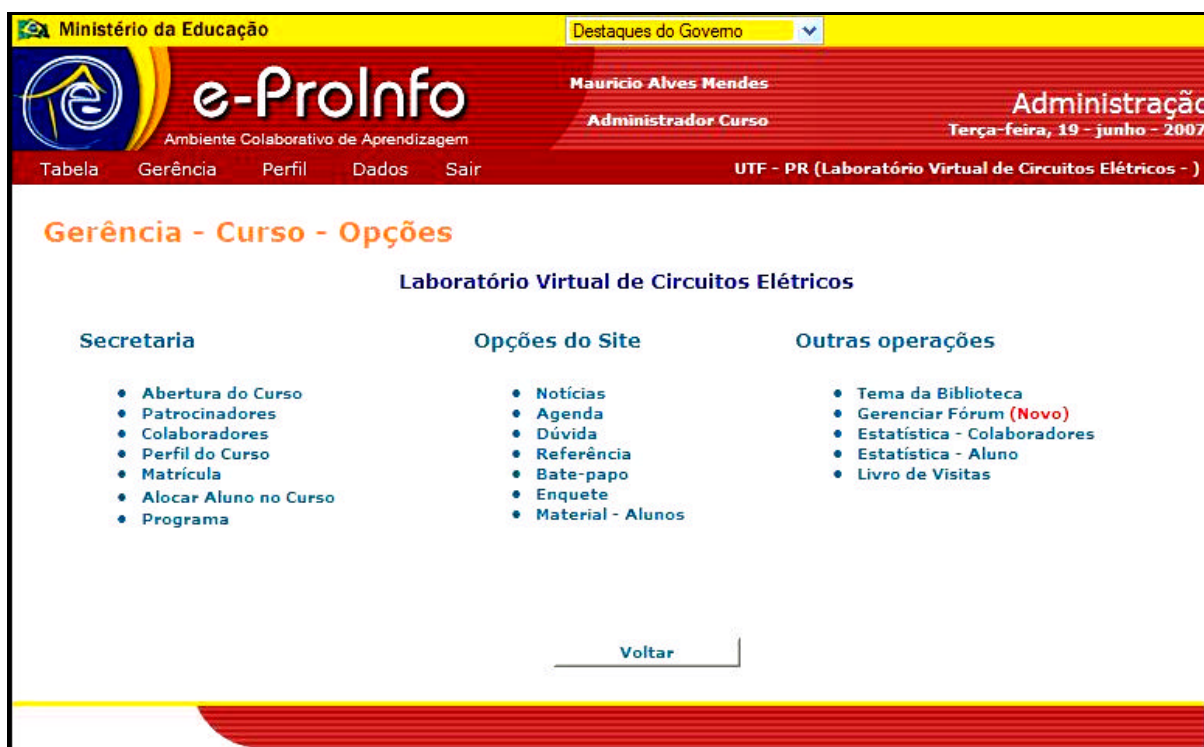 Ministério da Educação
Destaques do Governo
e
e-ProInfo
Ambiente Colaborativo de Aprendizagem
Mauricio Alves Mendes
Administrador Curso
Administração
Terça-feira, 19 - junho - 2007
Tabela Gerência Perfil Dados Sair
UTF - PR (Laboratório Virtual de Circuitos Elétricos - )
Gerência - Curso - Opções
Laboratório Virtual de Circuitos Elétricos
Secretaria
Abertura do Curso
Patrocinadores
Colaboradores
Perfil do Curso
Matrícula
Alocar Aluno no Curso
Programa
Opções do Site
Notícias
Agenda
Dúvida
Referência
Bate-papo
Enquete
Material - Alunos
Outras operações
Tema da Biblioteca
Gerenciar Fórum (Novo)
Estatística - Colaboradores
Estatística - Aluno
Livro de Visitas
Voltar